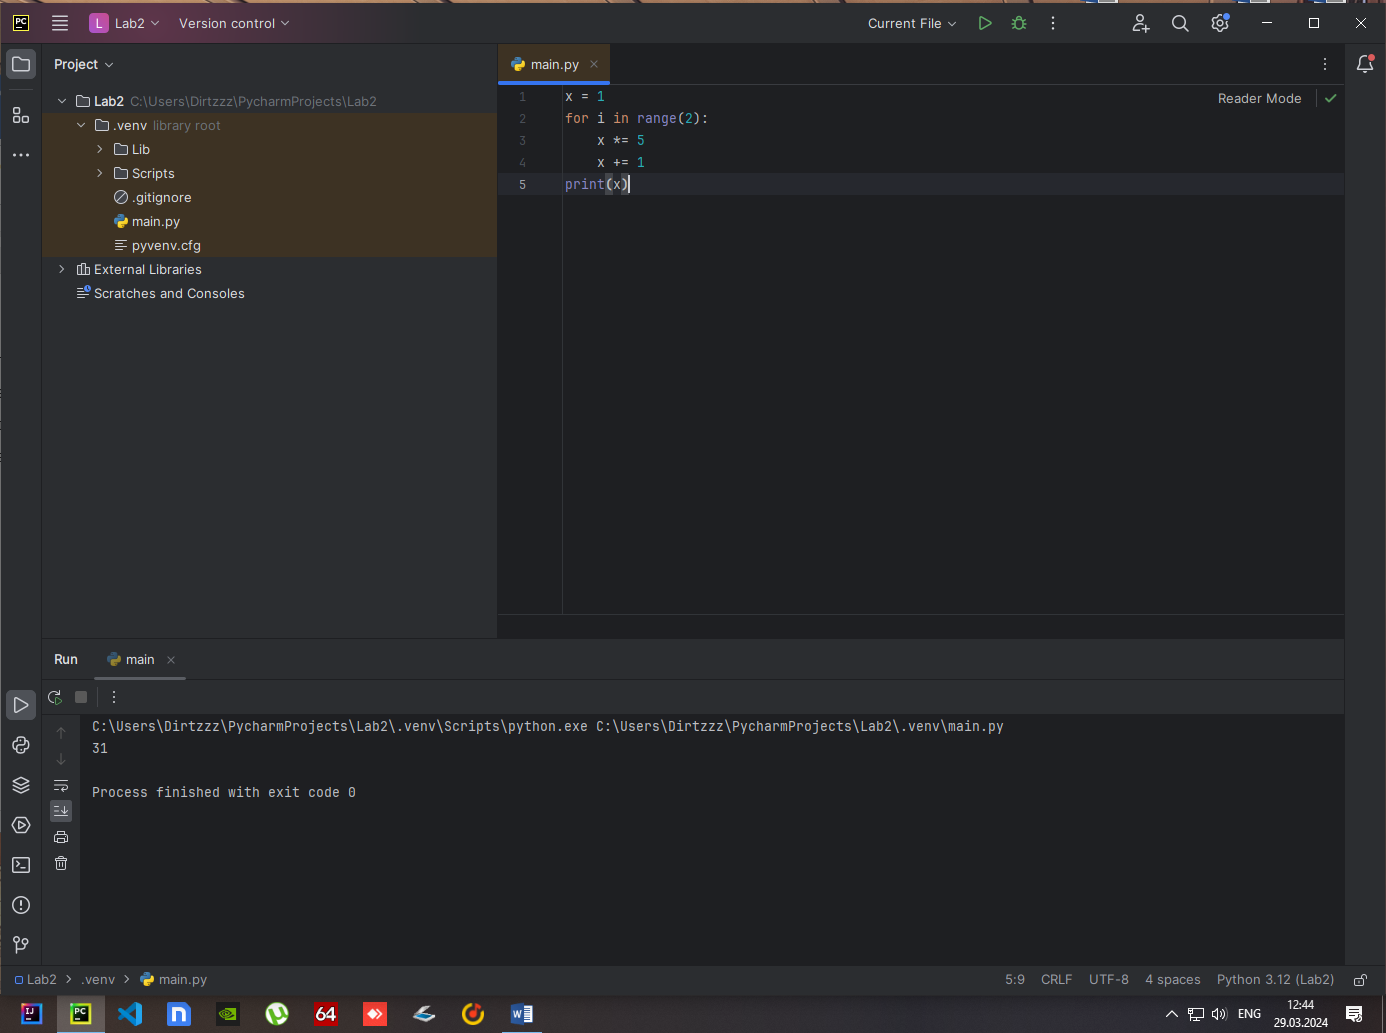 PC
L Lab2 Version control Current File
Project
main.py
Lab2 C:\Users\Dirtzzz\PycharmProjects\Lab2
.venv library root
Lib
Scripts
.gitignore
main.py
pyvenv.cfg
External Libraries
Scratches and Consoles
Reader Mode
1 x = 1
2 for i in range(2):
3 x *= 5
4 x += 1
5 print(x)
Run main
C:\Users\Dirtzzz\PycharmProjects\Lab2\.venv\Scripts\python.exe C:\Users\Dirtzzz\PycharmProjects\Lab2\.venv\main.py
31
Process finished with exit code 0
Lab2 > .venv > main.py 5:9 CRLF UTF-8 4 spaces Python 3.12 (Lab2)
IJ PC n 64 W ENG 12:44
29.03.2024